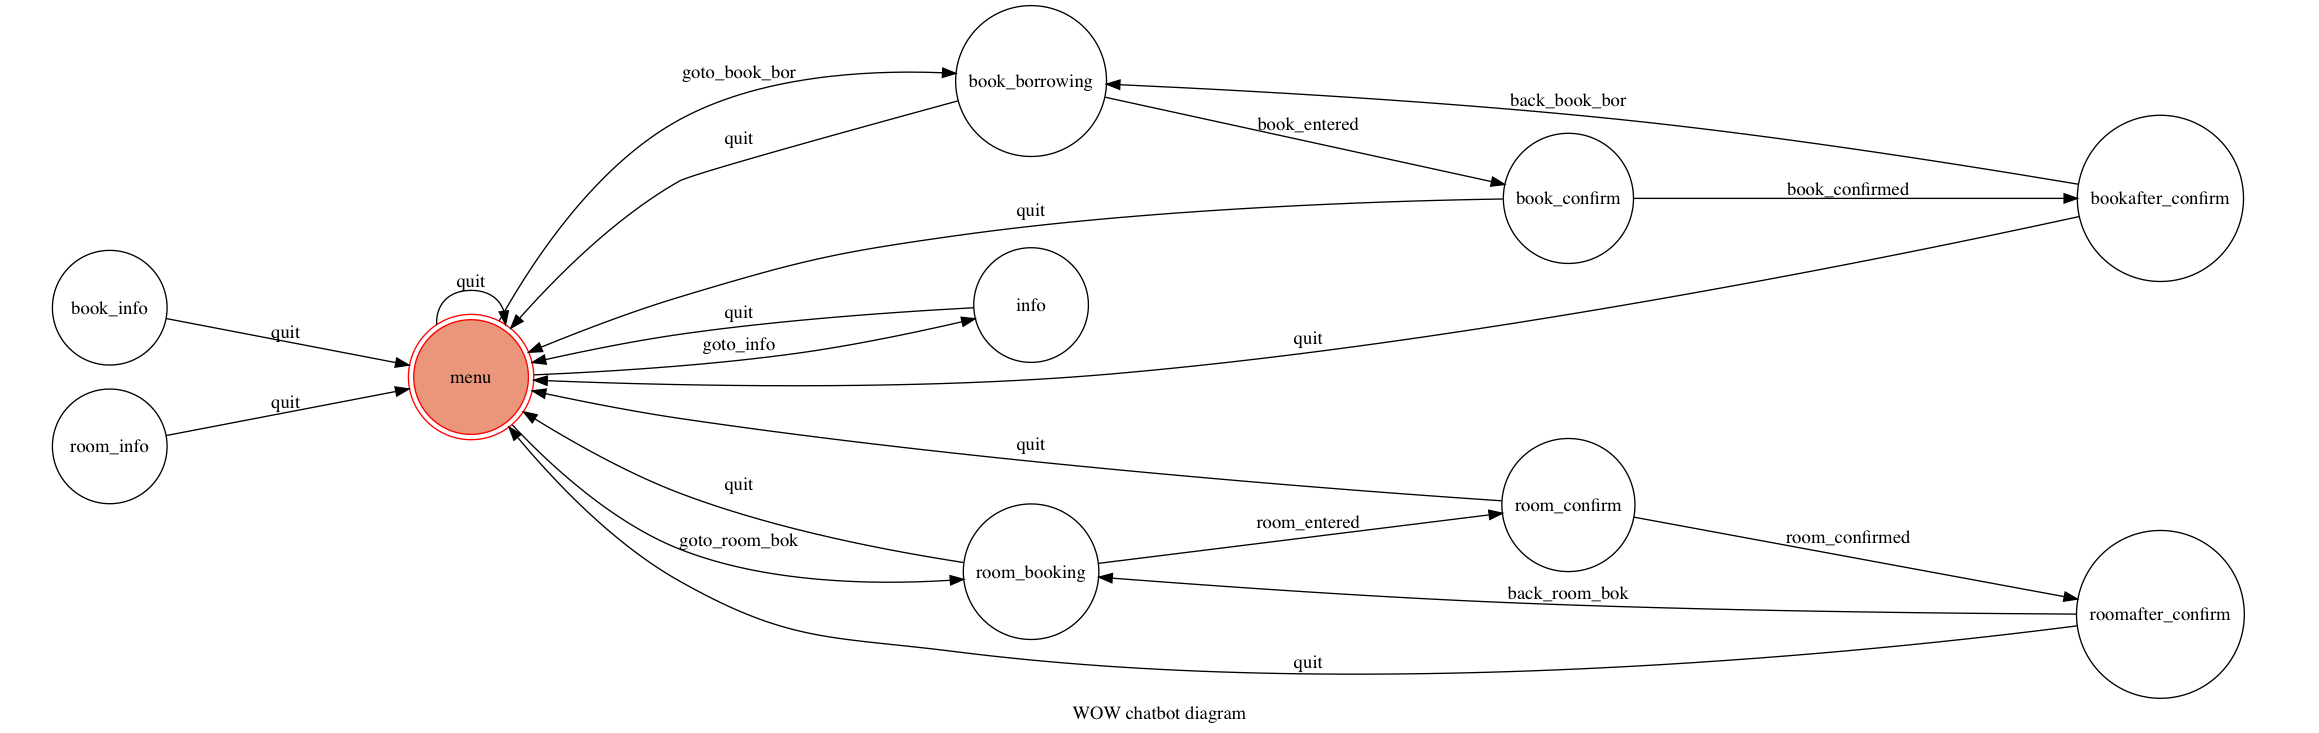 goto_book_bor
book_borrowing
back_book_bor
book_entered
quit
book_confirmed
book_confirm
bookafter_confirm
quit
quit
book_info
info
quit
quit
goto_info
quit
menu
quit
room_info
quit
quit
room_confirm
room_entered
goto_room_bok
room_confirmed
room_booking
back_room_bok
roomafter_confirm
quit
WOW chatbot diagram